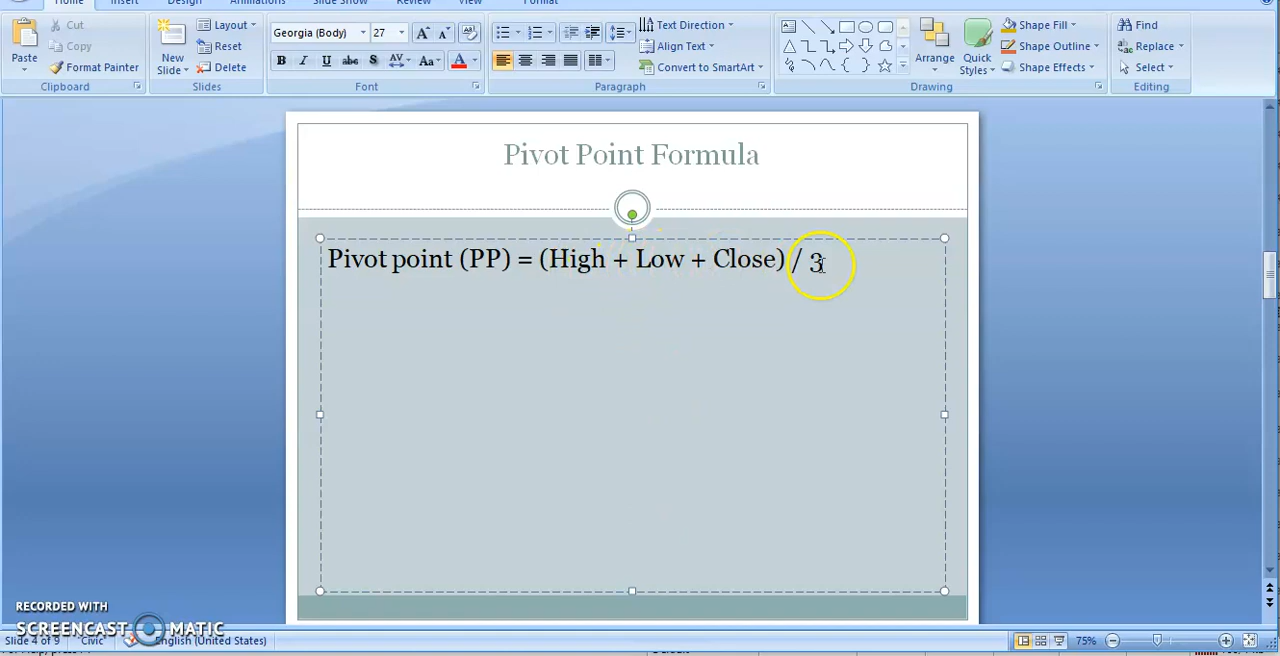 Home Insert Design Animations Slide Show Review View Format
Cut
Copy
Format Painter
Paste
Clipboard
New Slide
Layout
Reset
Delete
Slides
Georgia (Body) 27
B I U abc S AV Aa A
Font
Text Direction
Align Text
Convert to SmartArt
Paragraph
Arrange
Quick Styles
Shape Fill
Shape Outline
Shape Effects
Drawing
Find
Replace
Select
Editing
Pivot Point Formula
Pivot point (PP) = (High + Low + Close) / 3
RECORDED WITH
SCREENCAST MATIC
Slide 4 of 9 "Civic" English (United States) 75%